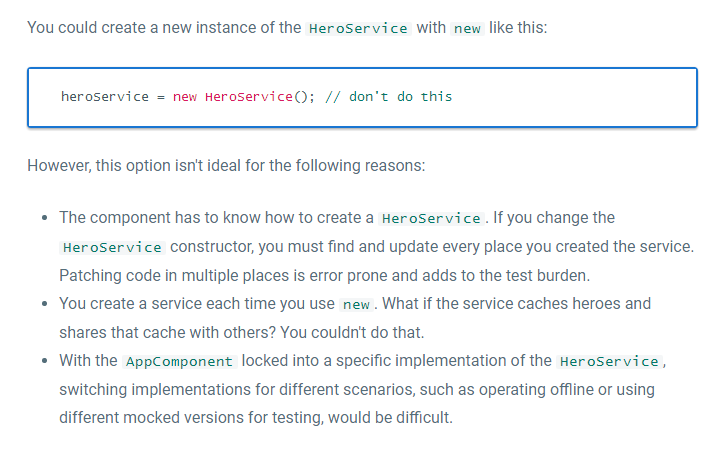 You could create a new instance of the HeroService with new like this:
heroService = new HeroService(); // don't do this
However, this option isn't ideal for the following reasons:
• The component has to know how to create a HeroService. If you change the
HeroService constructor, you must find and update every place you created the service.
Patching code in multiple places is error prone and adds to the test burden.
• You create a service each time you use new. What if the service caches heroes and
shares that cache with others? You couldn't do that.
• With the AppComponent locked into a specific implementation of the HeroService,
switching implementations for different scenarios, such as operating offline or using
different mocked versions for testing, would be difficult.